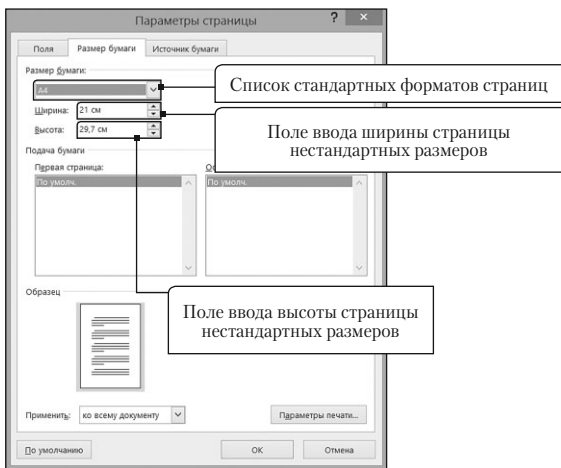 Параметры страницы ? ×
Поля Размер бумаги Источник бумаги
Размер бумаги:
A4
Список стандартных форматов страниц
Ширина: 21 см
Поле ввода ширины страницы
нестандартных размеров
Высота: 29,7 см
Подача бумаги
Первая страница:
По умолч. По умолч.
Образец
Поле ввода высоты страницы
нестандартных размеров
Применить: ко всему документу Параметры печати...
По умолчанию ОК Отмена